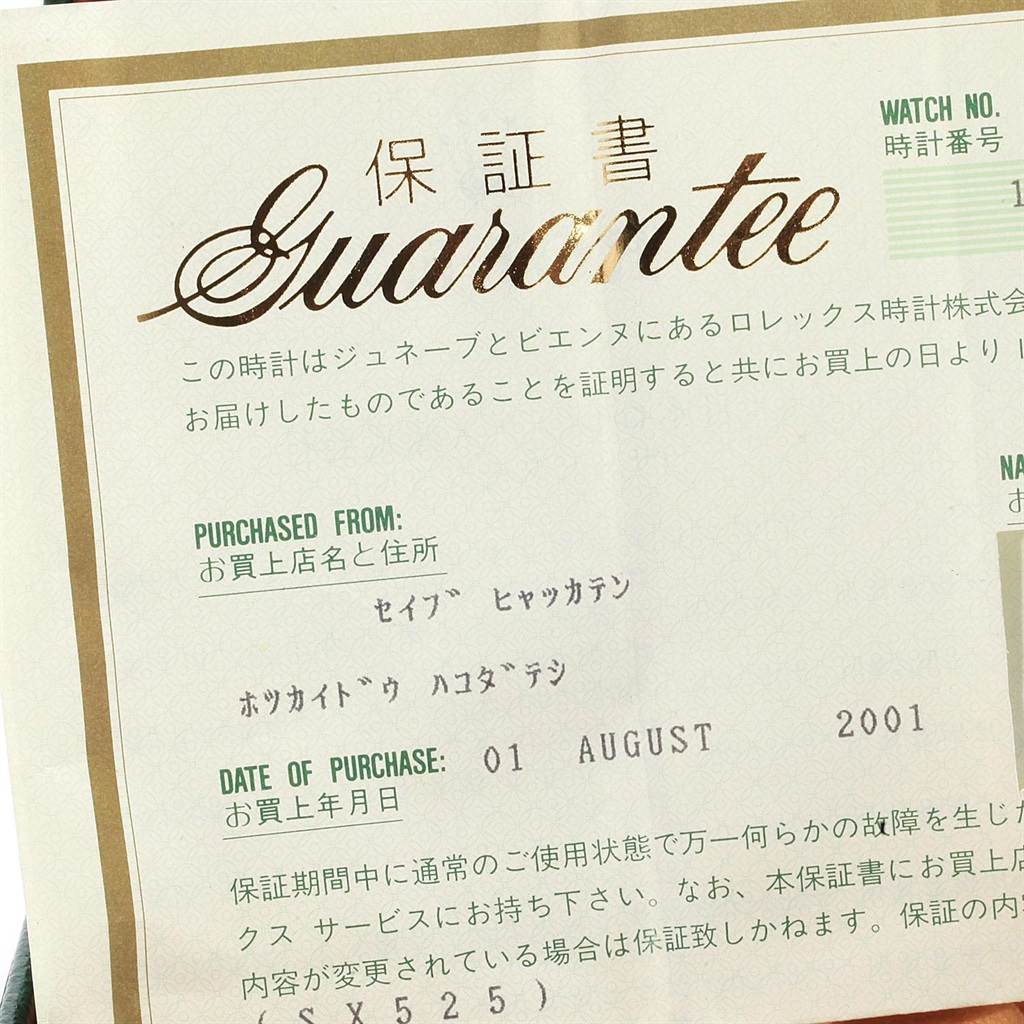 保証書
Guarantee
WATCH NO.
時計番号
1
この時計はジュネーブとビエンヌにあるロレックス時計株式会
お届けしたものであることを証明すると共にお買上の日より
NA
お
PURCHASED FROM:
お買上店名と住所
セイブ゛ ヒャッカテン
ホツカイト゛ウ ハコタ゛テシ
DATE OF PURCHASE: 01 AUGUST 2001
お買上年月日
保証期間中に通常のご使用状態で万一何らかの故障を生じた
クス サービスにお持ち下さい。なお、本保証書にお買上店
内容が変更されている場合は保証致しかねます。保証の内容
(SX525)